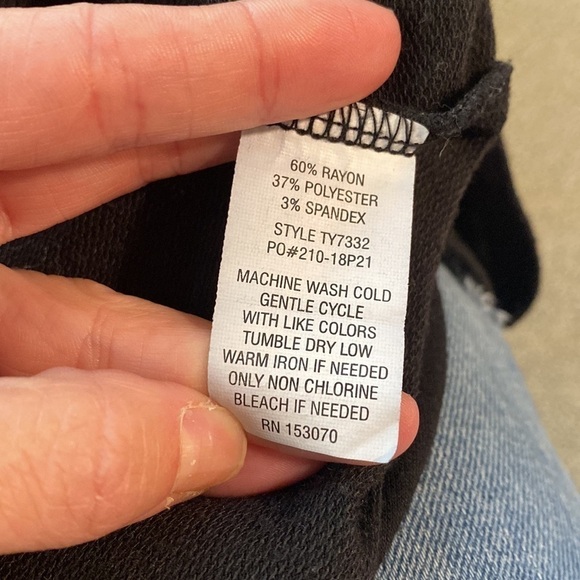 60% RAYON
37% POLYESTER
3% SPANDEX
STYLE TY7332
PO#210-18P21
MACHINE WASH COLD
GENTLE CYCLE
WITH LIKE COLORS
TUMBLE DRY LOW
WARM IRON IF NEEDED
ONLY NON CHLORINE
BLEACH IF NEEDED
RN 153070